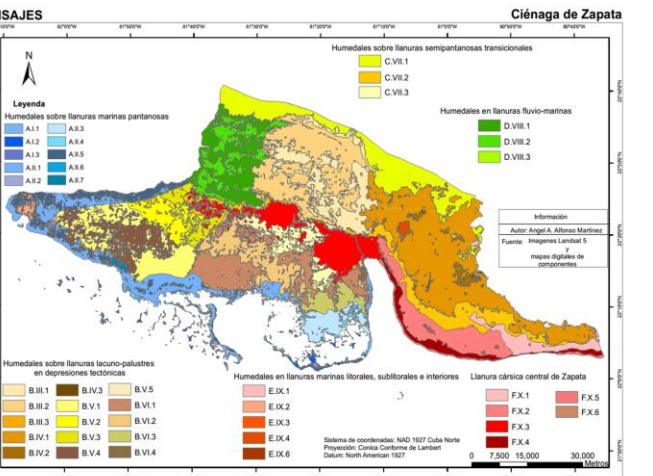 ISAJES
Ciénaga de Zapata
N
Leyenda
Humedales sobre llanuras marinas pantanosas
A.I.1
A.I.2
A.I.3
A.II.1
A.II.2
A.II.3
A.II.4
A.II.5
A.II.6
A.II.7
Humedales sobre llanuras semipantanosas transicionales
C.VII.1
C.VII.2
C.VII.3
Humedales en llanuras fluvio-marinas
D.VIII.1
D.VIII.2
D.VIII.3
Información
Autor: Angel A. Alfonso Martínez
Fuente: Imagenes Landsat 5
y
mapas digitales de
componentes
Humedales sobre llanuras lacuno-palustres
en depresiones tectónicas
B.III.1
B.III.2
B.III.3
B.IV.1
B.IV.2
B.IV.3
B.V.1
B.V.2
B.V.3
B.V.4
B.V.5
B.VI.1
B.VI.2
B.VI.3
B.VI.4
Humedales en llanuras marinas litorales, sublitorales e interiores
E.IX.1
E.IX.2
E.IX.3
E.IX.4
E.IX.6
Sistema de coordenadas: NAD 1927 Cuba Norte
Proyección: Conica Conforme de Lambert
Datum: North American 1927
Llanura cársica central de Zapata
F.X.1
F.X.2
F.X.3
F.X.4
F.X.5
F.X.6
0 7,500 15,000 30,000
Metros